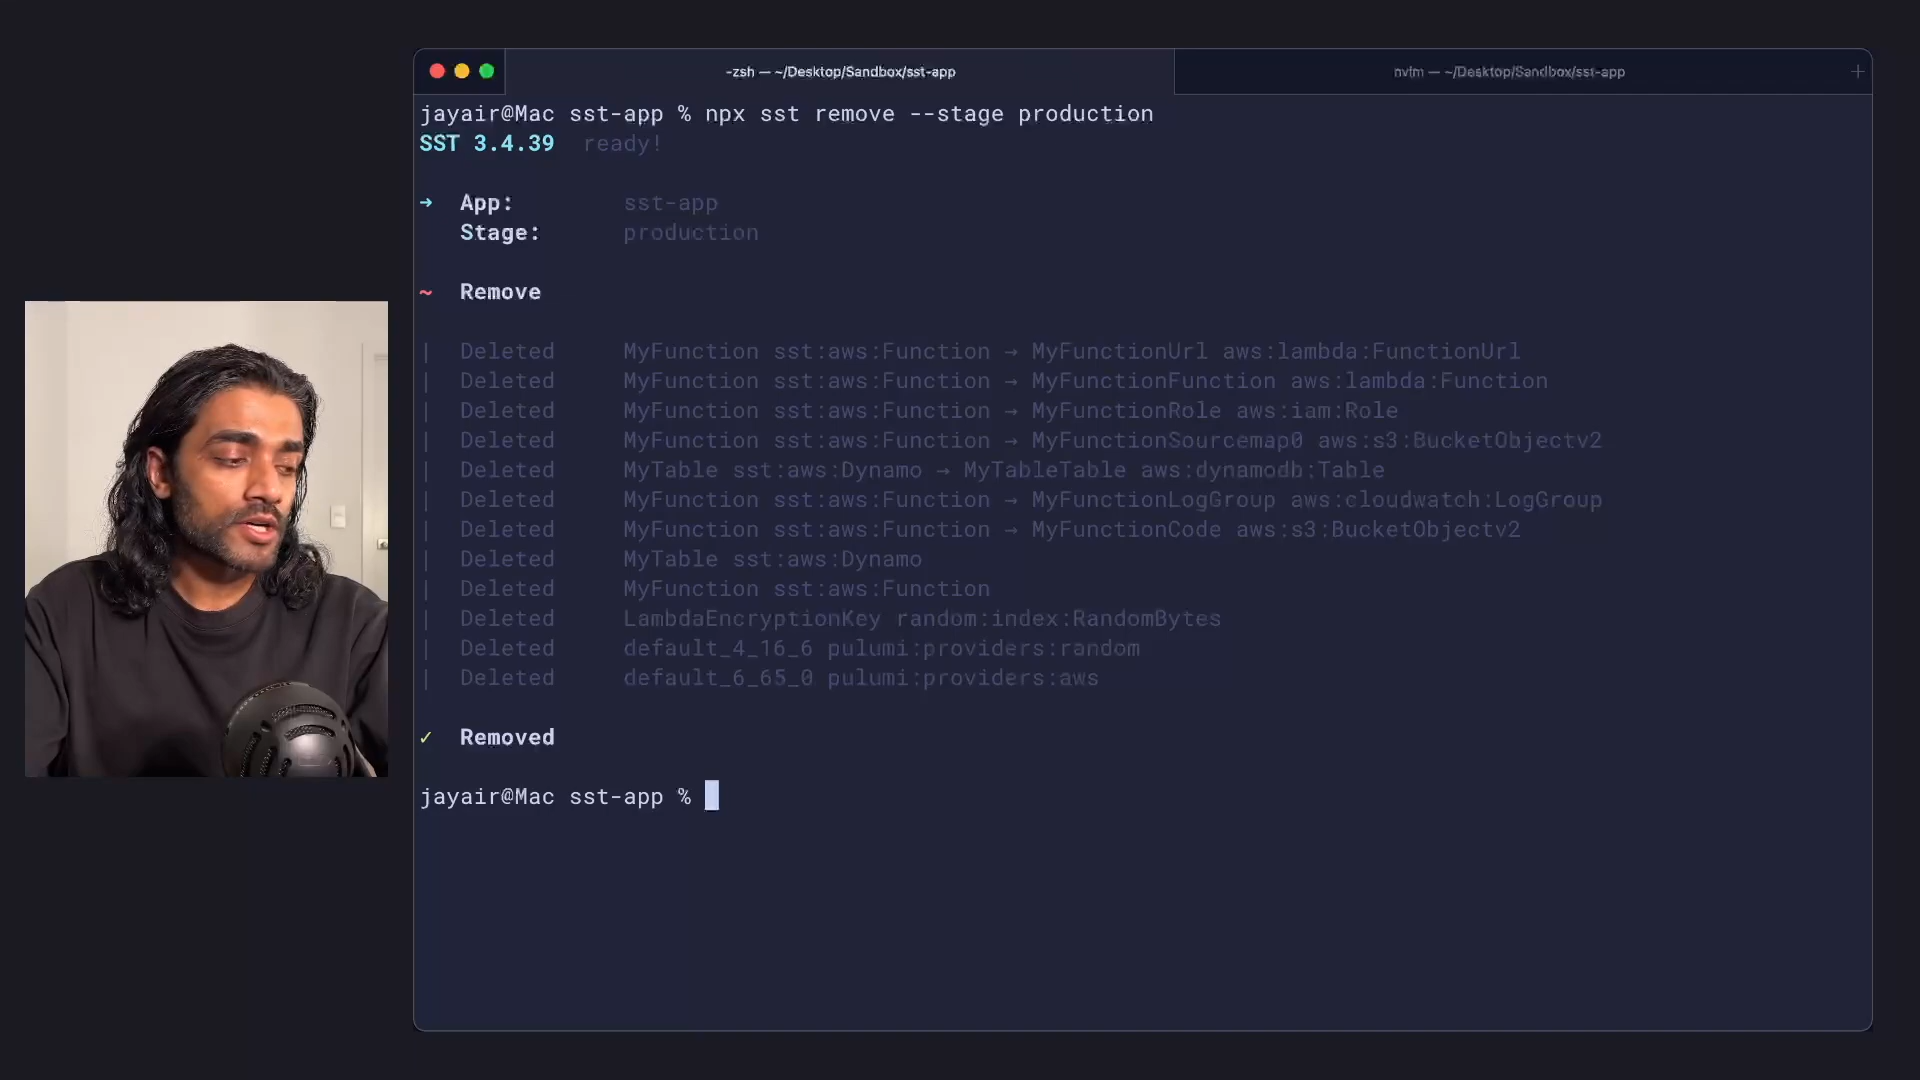 -zsh — ~/Desktop/Sandbox/sst-app
nvim — ~/Desktop/Sandbox/sst-app
jayair@Mac sst-app % npx sst remove --stage production
SST 3.4.39 ready!
➜ App: sst-app
Stage: production
~ Remove
| Deleted MyFunction sst:aws:Function → MyFunctionUrl aws:lambda:FunctionUrl
| Deleted MyFunction sst:aws:Function → MyFunctionFunction aws:lambda:Function
| Deleted MyFunction sst:aws:Function → MyFunctionRole aws:iam:Role
| Deleted MyFunction sst:aws:Function → MyFunctionSourcemap0 aws:s3:BucketObjectv2
| Deleted MyTable sst:aws:Dynamo → MyTableTable aws:dynamodb:Table
| Deleted MyFunction sst:aws:Function → MyFunctionLogGroup aws:cloudwatch:LogGroup
| Deleted MyFunction sst:aws:Function → MyFunctionCode aws:s3:BucketObjectv2
| Deleted MyTable sst:aws:Dynamo
| Deleted MyFunction sst:aws:Function
| Deleted LambdaEncryptionKey random:index:RandomBytes
| Deleted default_4_16_6 pulumi:providers:random
| Deleted default_6_65_0 pulumi:providers:aws
✓ Removed
jayair@Mac sst-app %